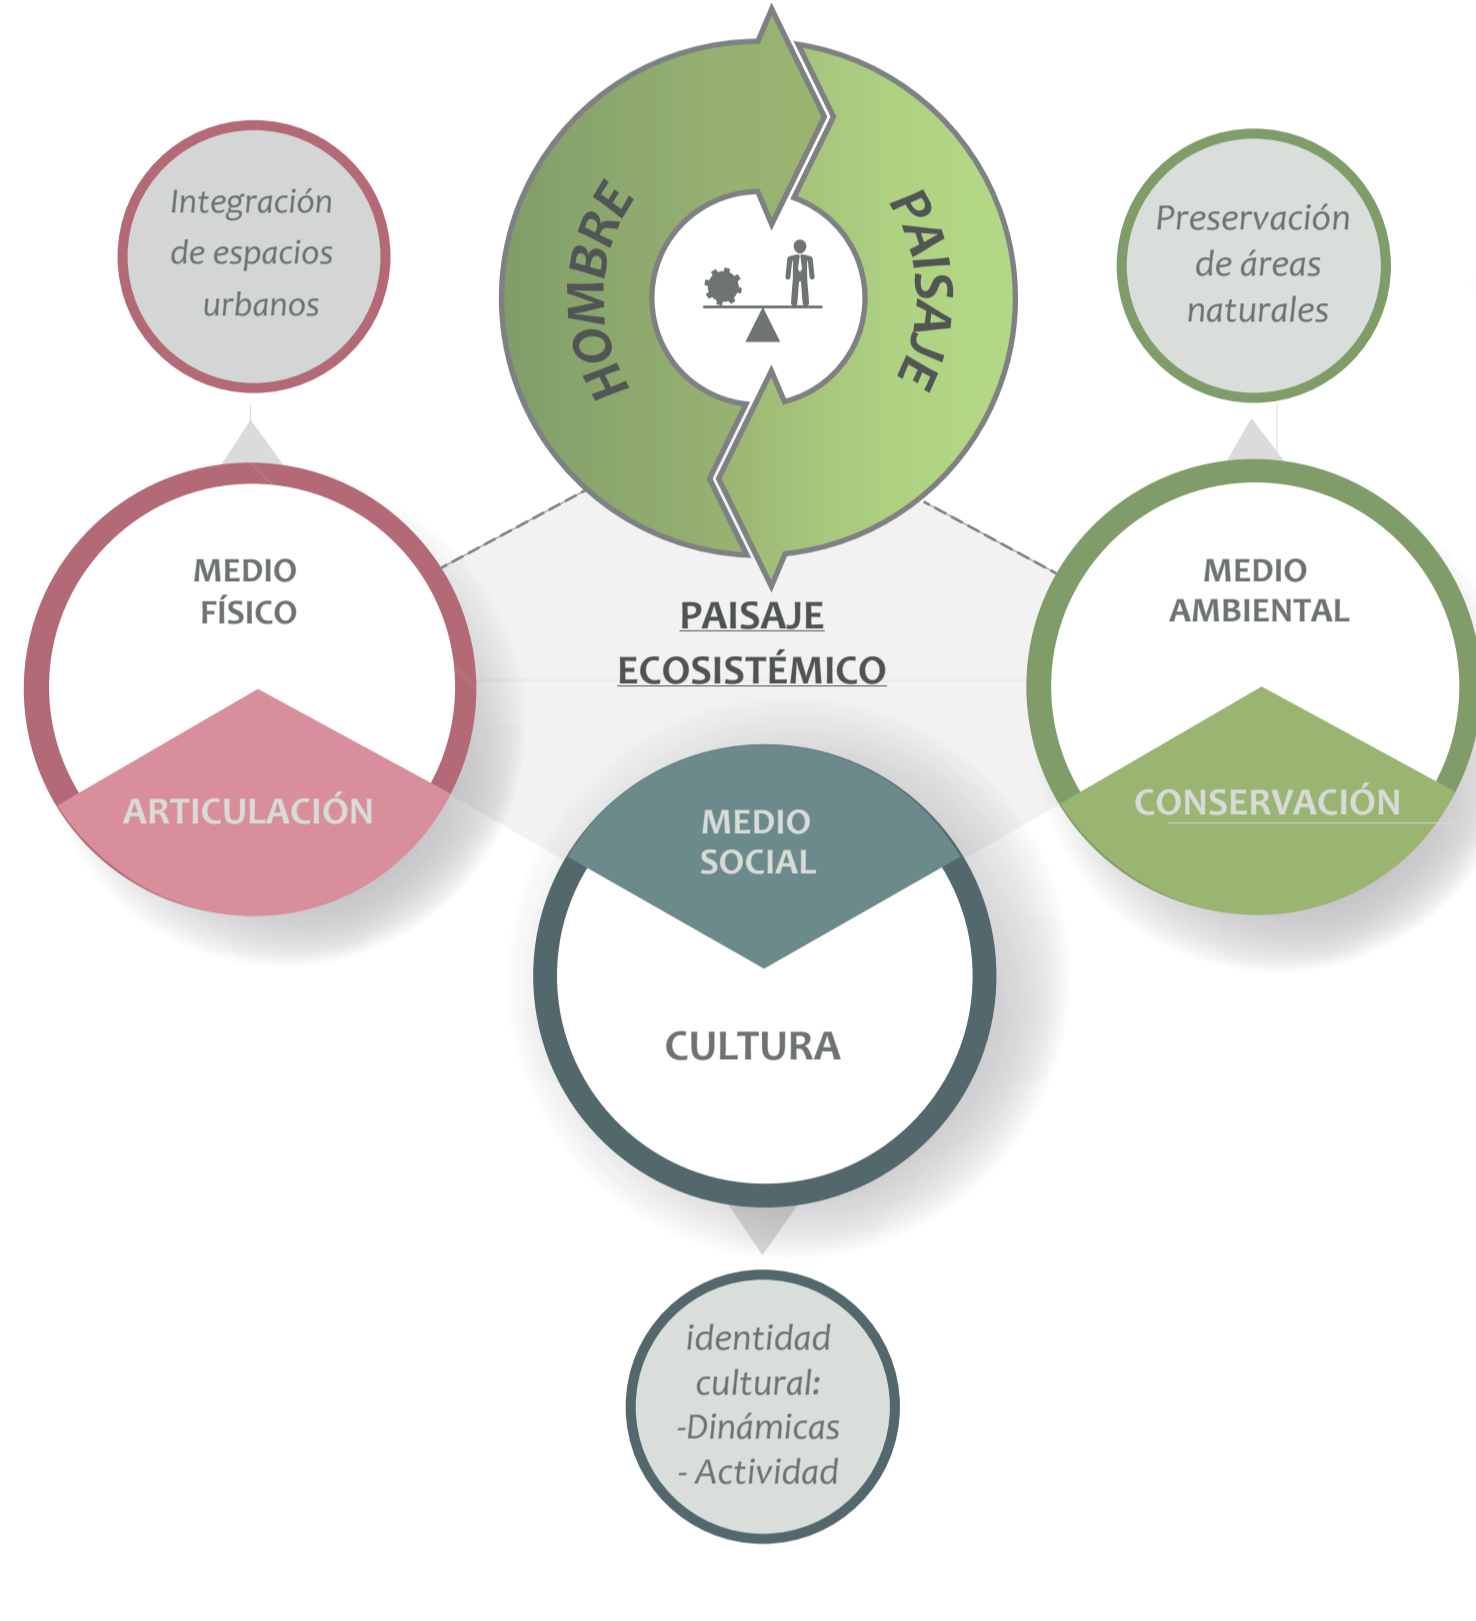 HOMBRE
PAISAJE
Integración
de espacios
urbanos
Preservación
de áreas
naturales
MEDIO
FÍSICO
ARTICULACIÓN
PAISAJE
ECOSISTÉMICO
MEDIO
AMBIENTAL
CONSERVACIÓN
MEDIO
SOCIAL
CULTURA
identidad
cultural:
-Dinámicas
- Actividad